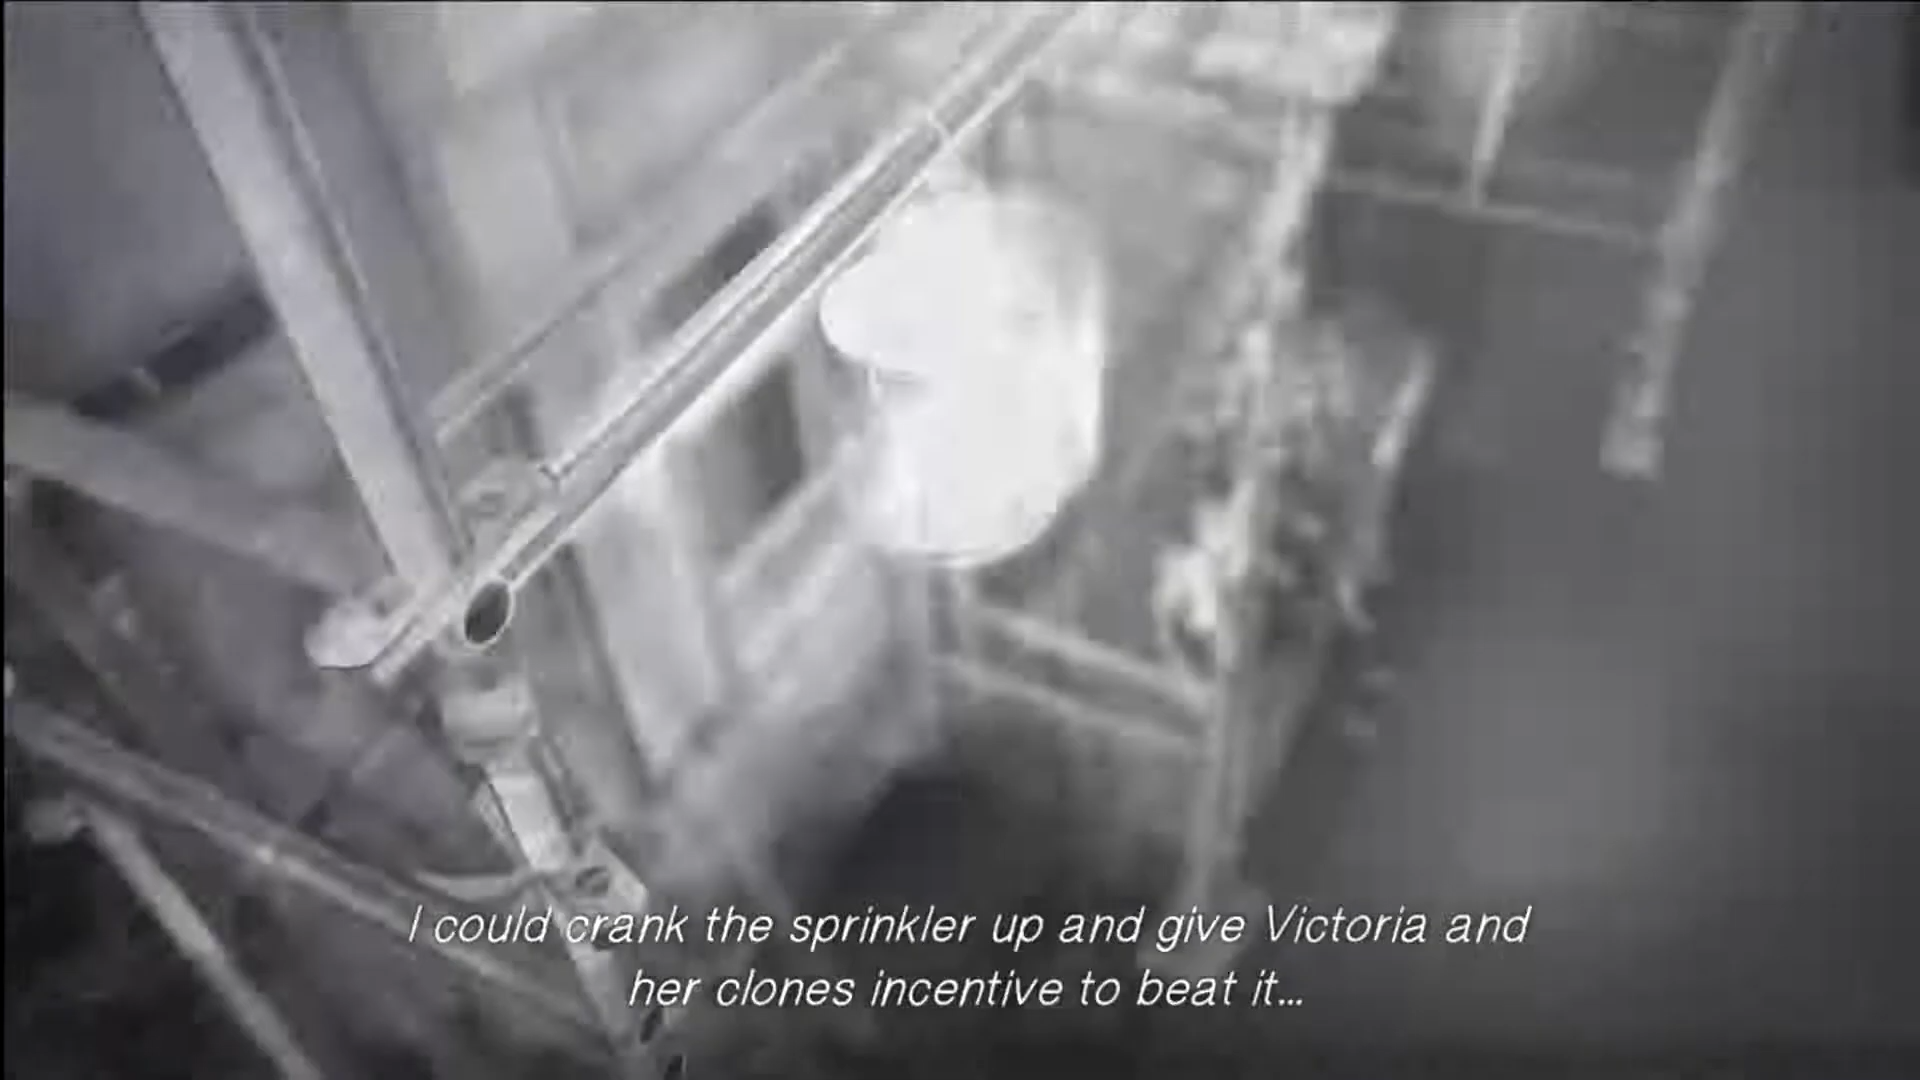 I could crank the sprinkler up and give Victoria and
her clones incentive to beat it...